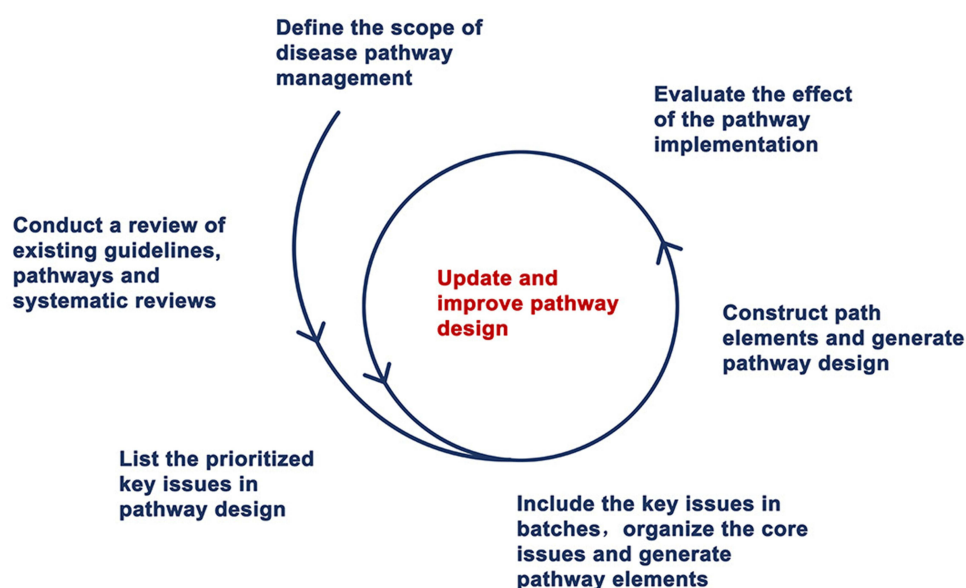 Define the scope of
disease pathway
management
Evaluate the effect
of the pathway
implementation
Conduct a review of
existing guidelines,
pathways and
systematic reviews
Update and
improve pathway
design
Construct path
elements and generate
pathway design
List the prioritized
key issues in
pathway design
Include the key issues in
batches，organize the core
issues and generate
pathway elements